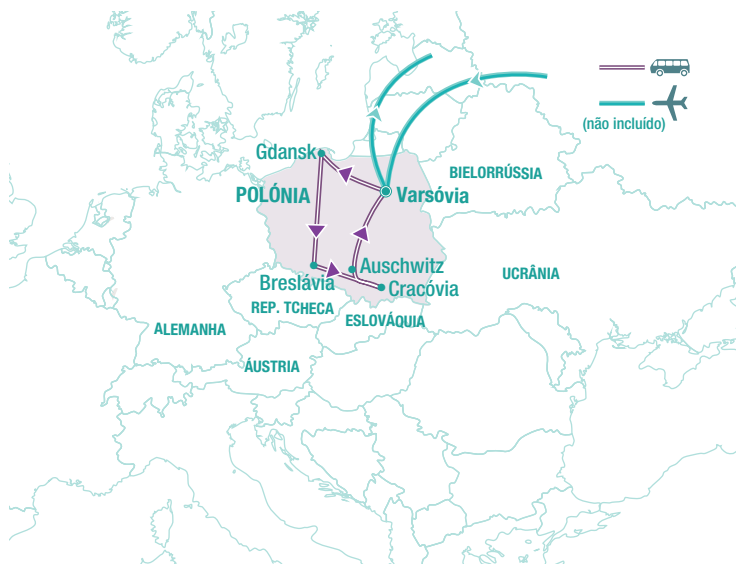 (não incluído)
Gdansk
POLÓNIA
Varsóvia
BIELORRÚSSIA
Auschwitz
Breslávia
Cracóvia
UCRÂNIA
REP. TCHECA
ESLOVÁQUIA
ALEMANHA
ÁUSTRIA